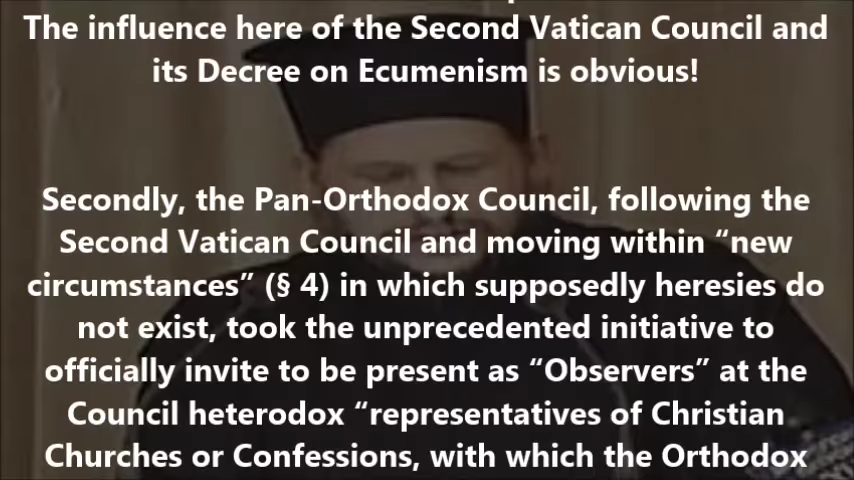 The influence here of the Second Vatican Council and
its Decree on Ecumenism is obvious!
Secondly, the Pan-Orthodox Council, following the
Second Vatican Council and moving within “new
circumstances” (§ 4) in which supposedly heresies do
not exist, took the unprecedented initiative to
officially invite to be present as “Observers” at the
Council heterodox “representatives of Christian
Churches or Confessions, with which the Orthodox